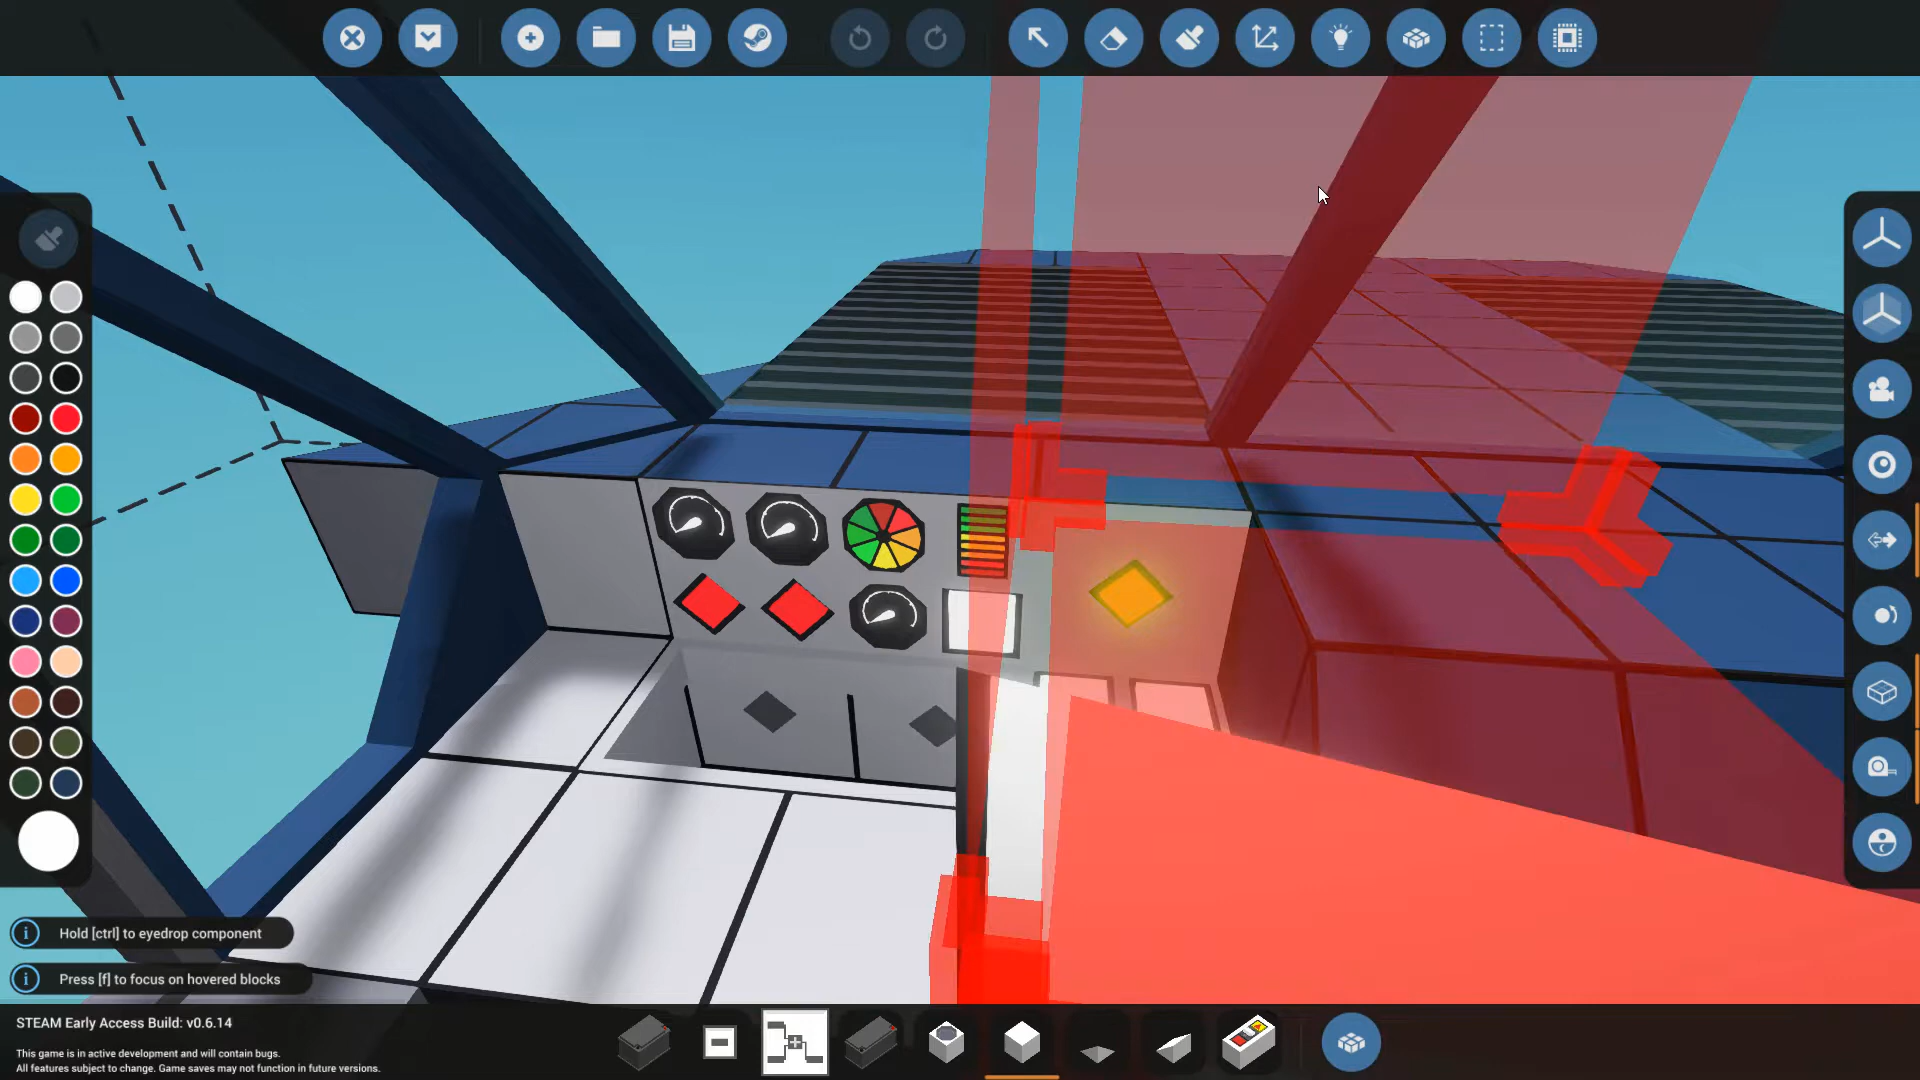 Hold [ctrl] to eyedrop component
Press [f] to focus on hovered blocks
STEAM Early Access Build: v0.6.14
This game is in active development and will contain bugs.
All features subject to change. Game saves may not function in future versions.